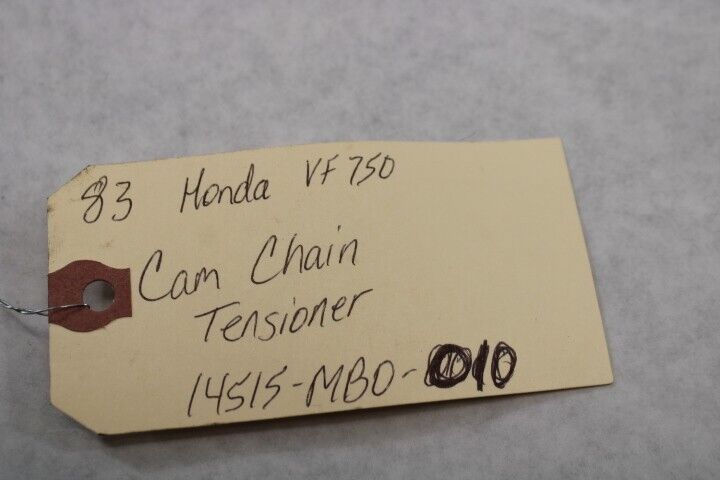 83 Honda VF750
Cam Chain
Tensioner
14515-MB0-010